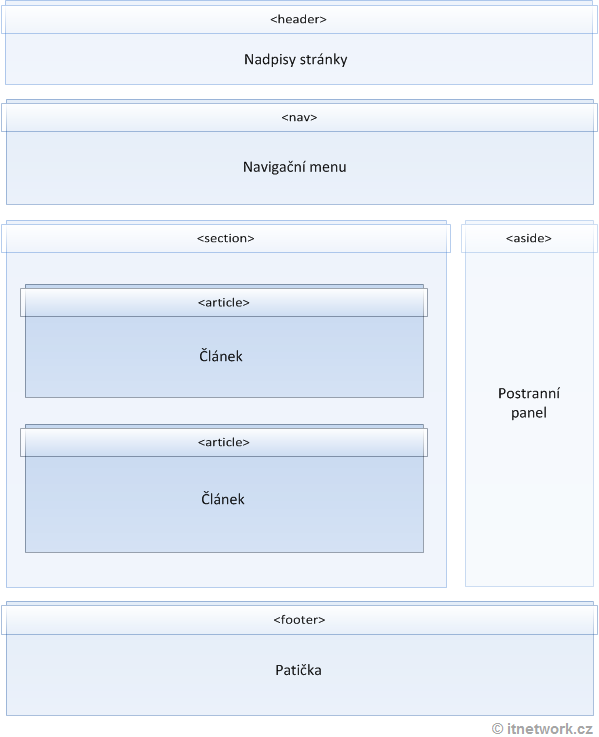 <header>
Nadpisy stránky
<nav>
Navigační menu
<section>
<article>
Článek
<article>
Článek
<aside>
Postranní
panel
<footer>
Patička
© itnetwork.cz